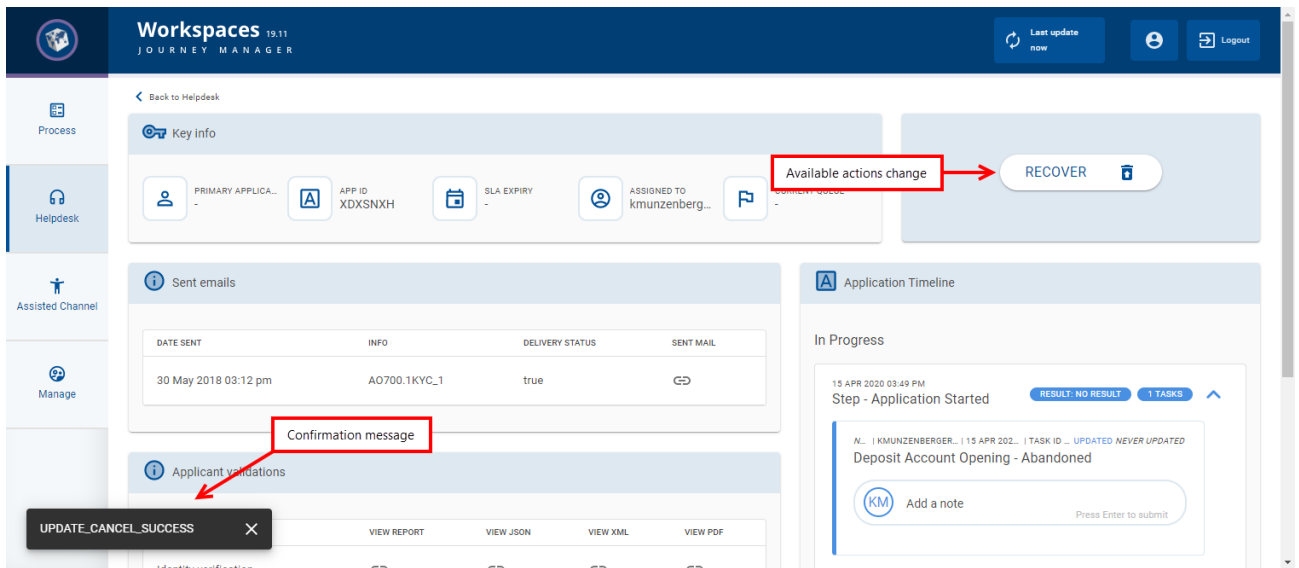 Workspaces 19.11
JOURNEY MANAGER
Last update
now
Logout
Process
Helpdesk
Assisted Channel
Manage
Back to Helpdesk
Key info
PRIMARY APPLICA...
-
APP ID
XDXSNXH
SLA EXPIRY
-
ASSIGNED TO
kmunzenberg...
CURRENT QUEUE
-
Available actions change
RECOVER
Sent emails
DATE SENT INFO DELIVERY STATUS SENT MAIL
30 May 2018 03:12 pm AO700.1KYC_1 true
Confirmation message
Applicant validations
VIEW REPORT VIEW JSON VIEW XML VIEW PDF
Identity verification
UPDATE_CANCEL_SUCCESS
Application Timeline
In Progress
15 APR 2020 03:49 PM
Step - Application Started
RESULT: NO RESULT 1 TASKS
N... | KMUNZENBERGER... | 15 APR 202... | TASK ID ... UPDATED NEVER UPDATED
Deposit Account Opening - Abandoned
KM Add a note
Press Enter to submit